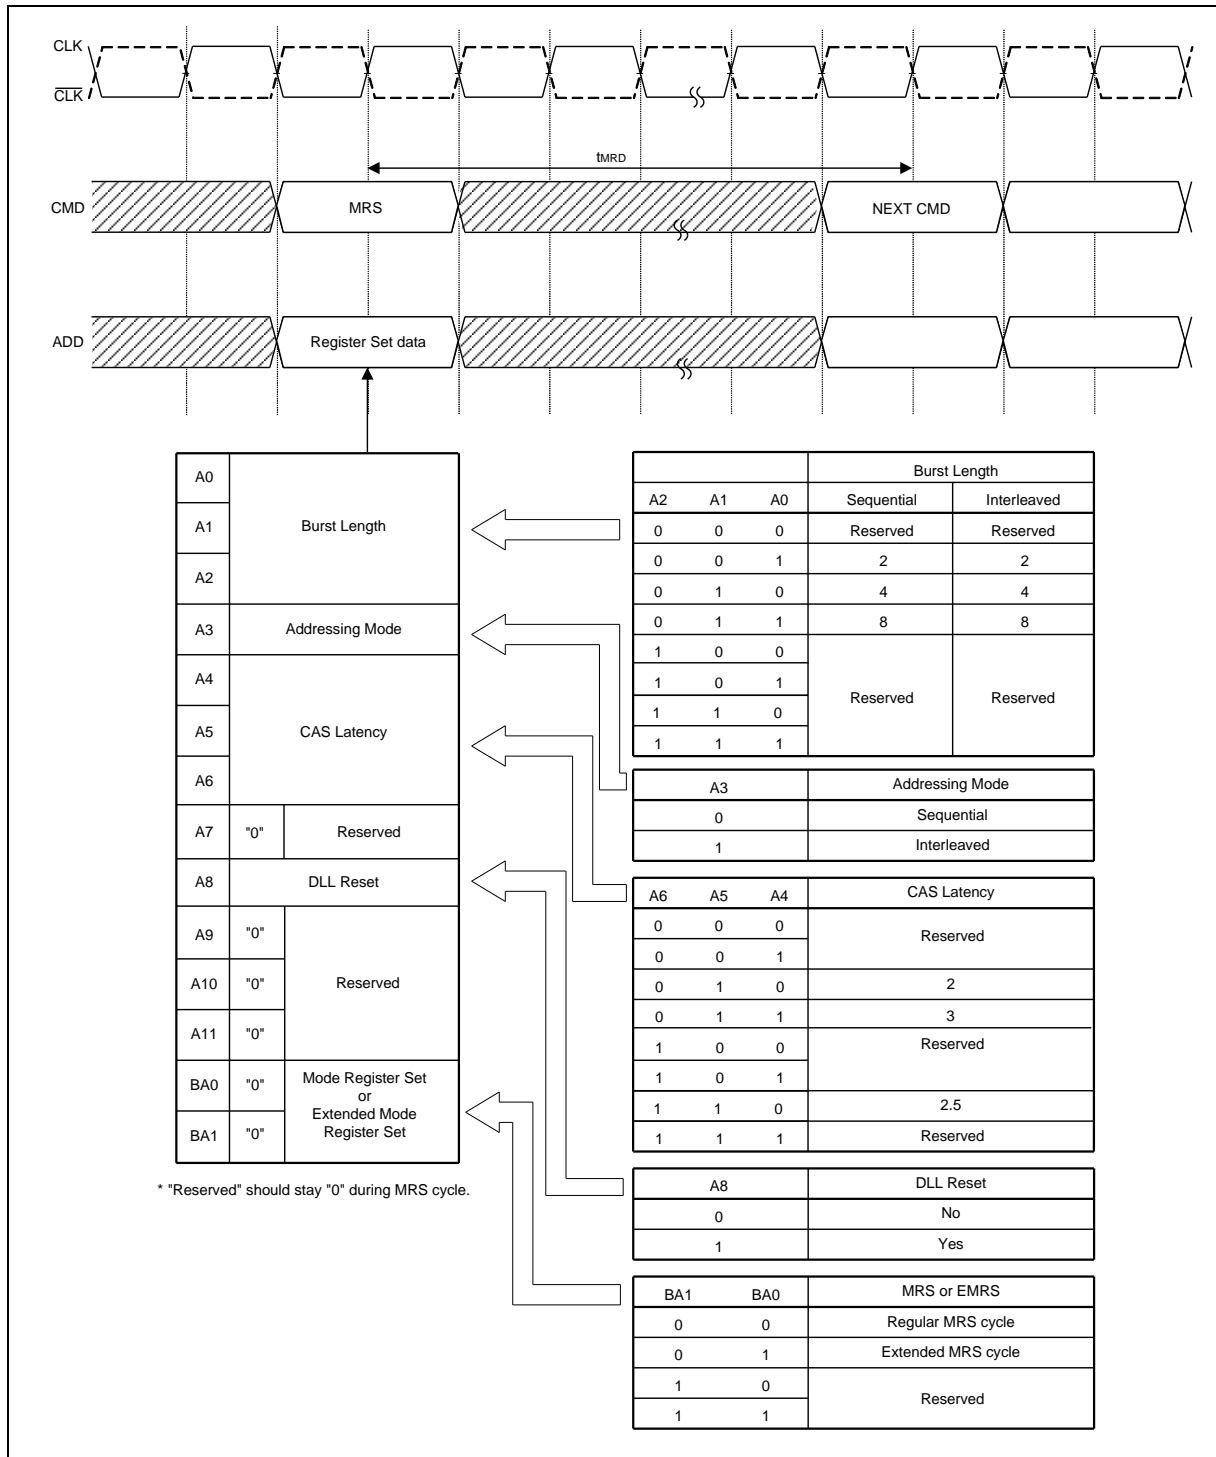 CLK
CLK
tMRD
CMD
MRS
NEXT CMD
ADD
Register Set data
A0
A1
A2
Burst Length
A3
Addressing Mode
A4
A5
A6
CAS Latency
A7 "0" Reserved
A8 DLL Reset
A9 "0"
A10 "0" Reserved
A11 "0"
BA0 "0"
BA1 "0"
Mode Register Set
or
Extended Mode
Register Set
* "Reserved" should stay "0" during MRS cycle.
Burst Length
A2 A1 A0 Sequential Interleaved
0 0 0 Reserved Reserved
0 0 1 2 2
0 1 0 4 4
0 1 1 8 8
1 0 0
1 0 1
Reserved Reserved
1 1 0
1 1 1
A3 Addressing Mode
0 Sequential
1 Interleaved
A6 A5 A4 CAS Latency
0 0 0
Reserved
0 0 1
0 1 0 2
0 1 1 3
1 0 0 Reserved
1 0 1
1 1 0 2.5
1 1 1 Reserved
A8 DLL Reset
0 No
1 Yes
BA1 BA0 MRS or EMRS
0 0 Regular MRS cycle
0 1 Extended MRS cycle
1 0
Reserved
1 1